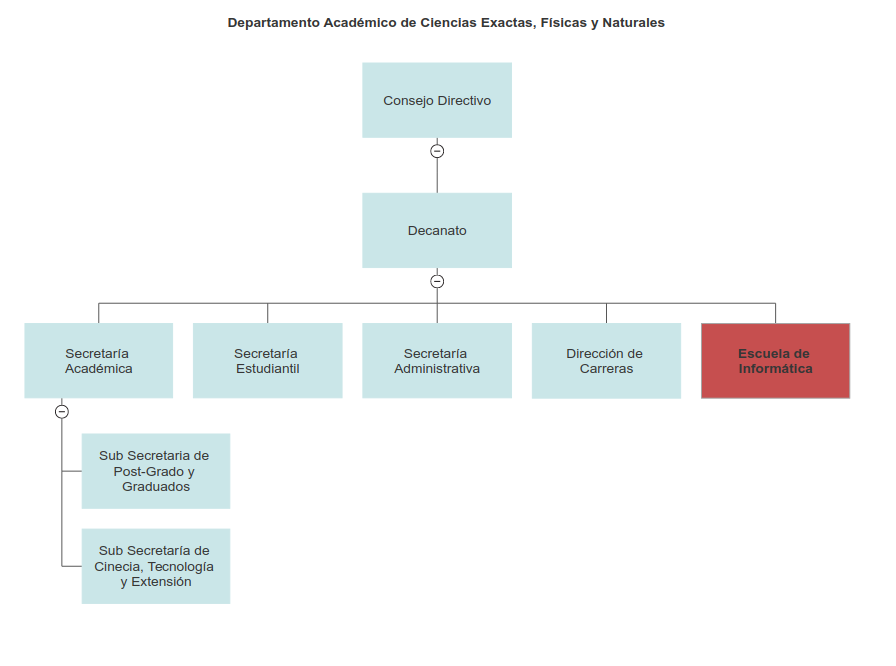 Departamento Académico de Ciencias Exactas, Físicas y Naturales
Consejo Directivo
Decanato
Secretaría
Académica
Secretaría
Estudiantil
Secretaría
Administrativa
Dirección de
Carreras
Escuela de
Informática
Sub Secretaria de
Post-Grado y
Graduados
Sub Secretaría de
Cinecia, Tecnología
y Extensión